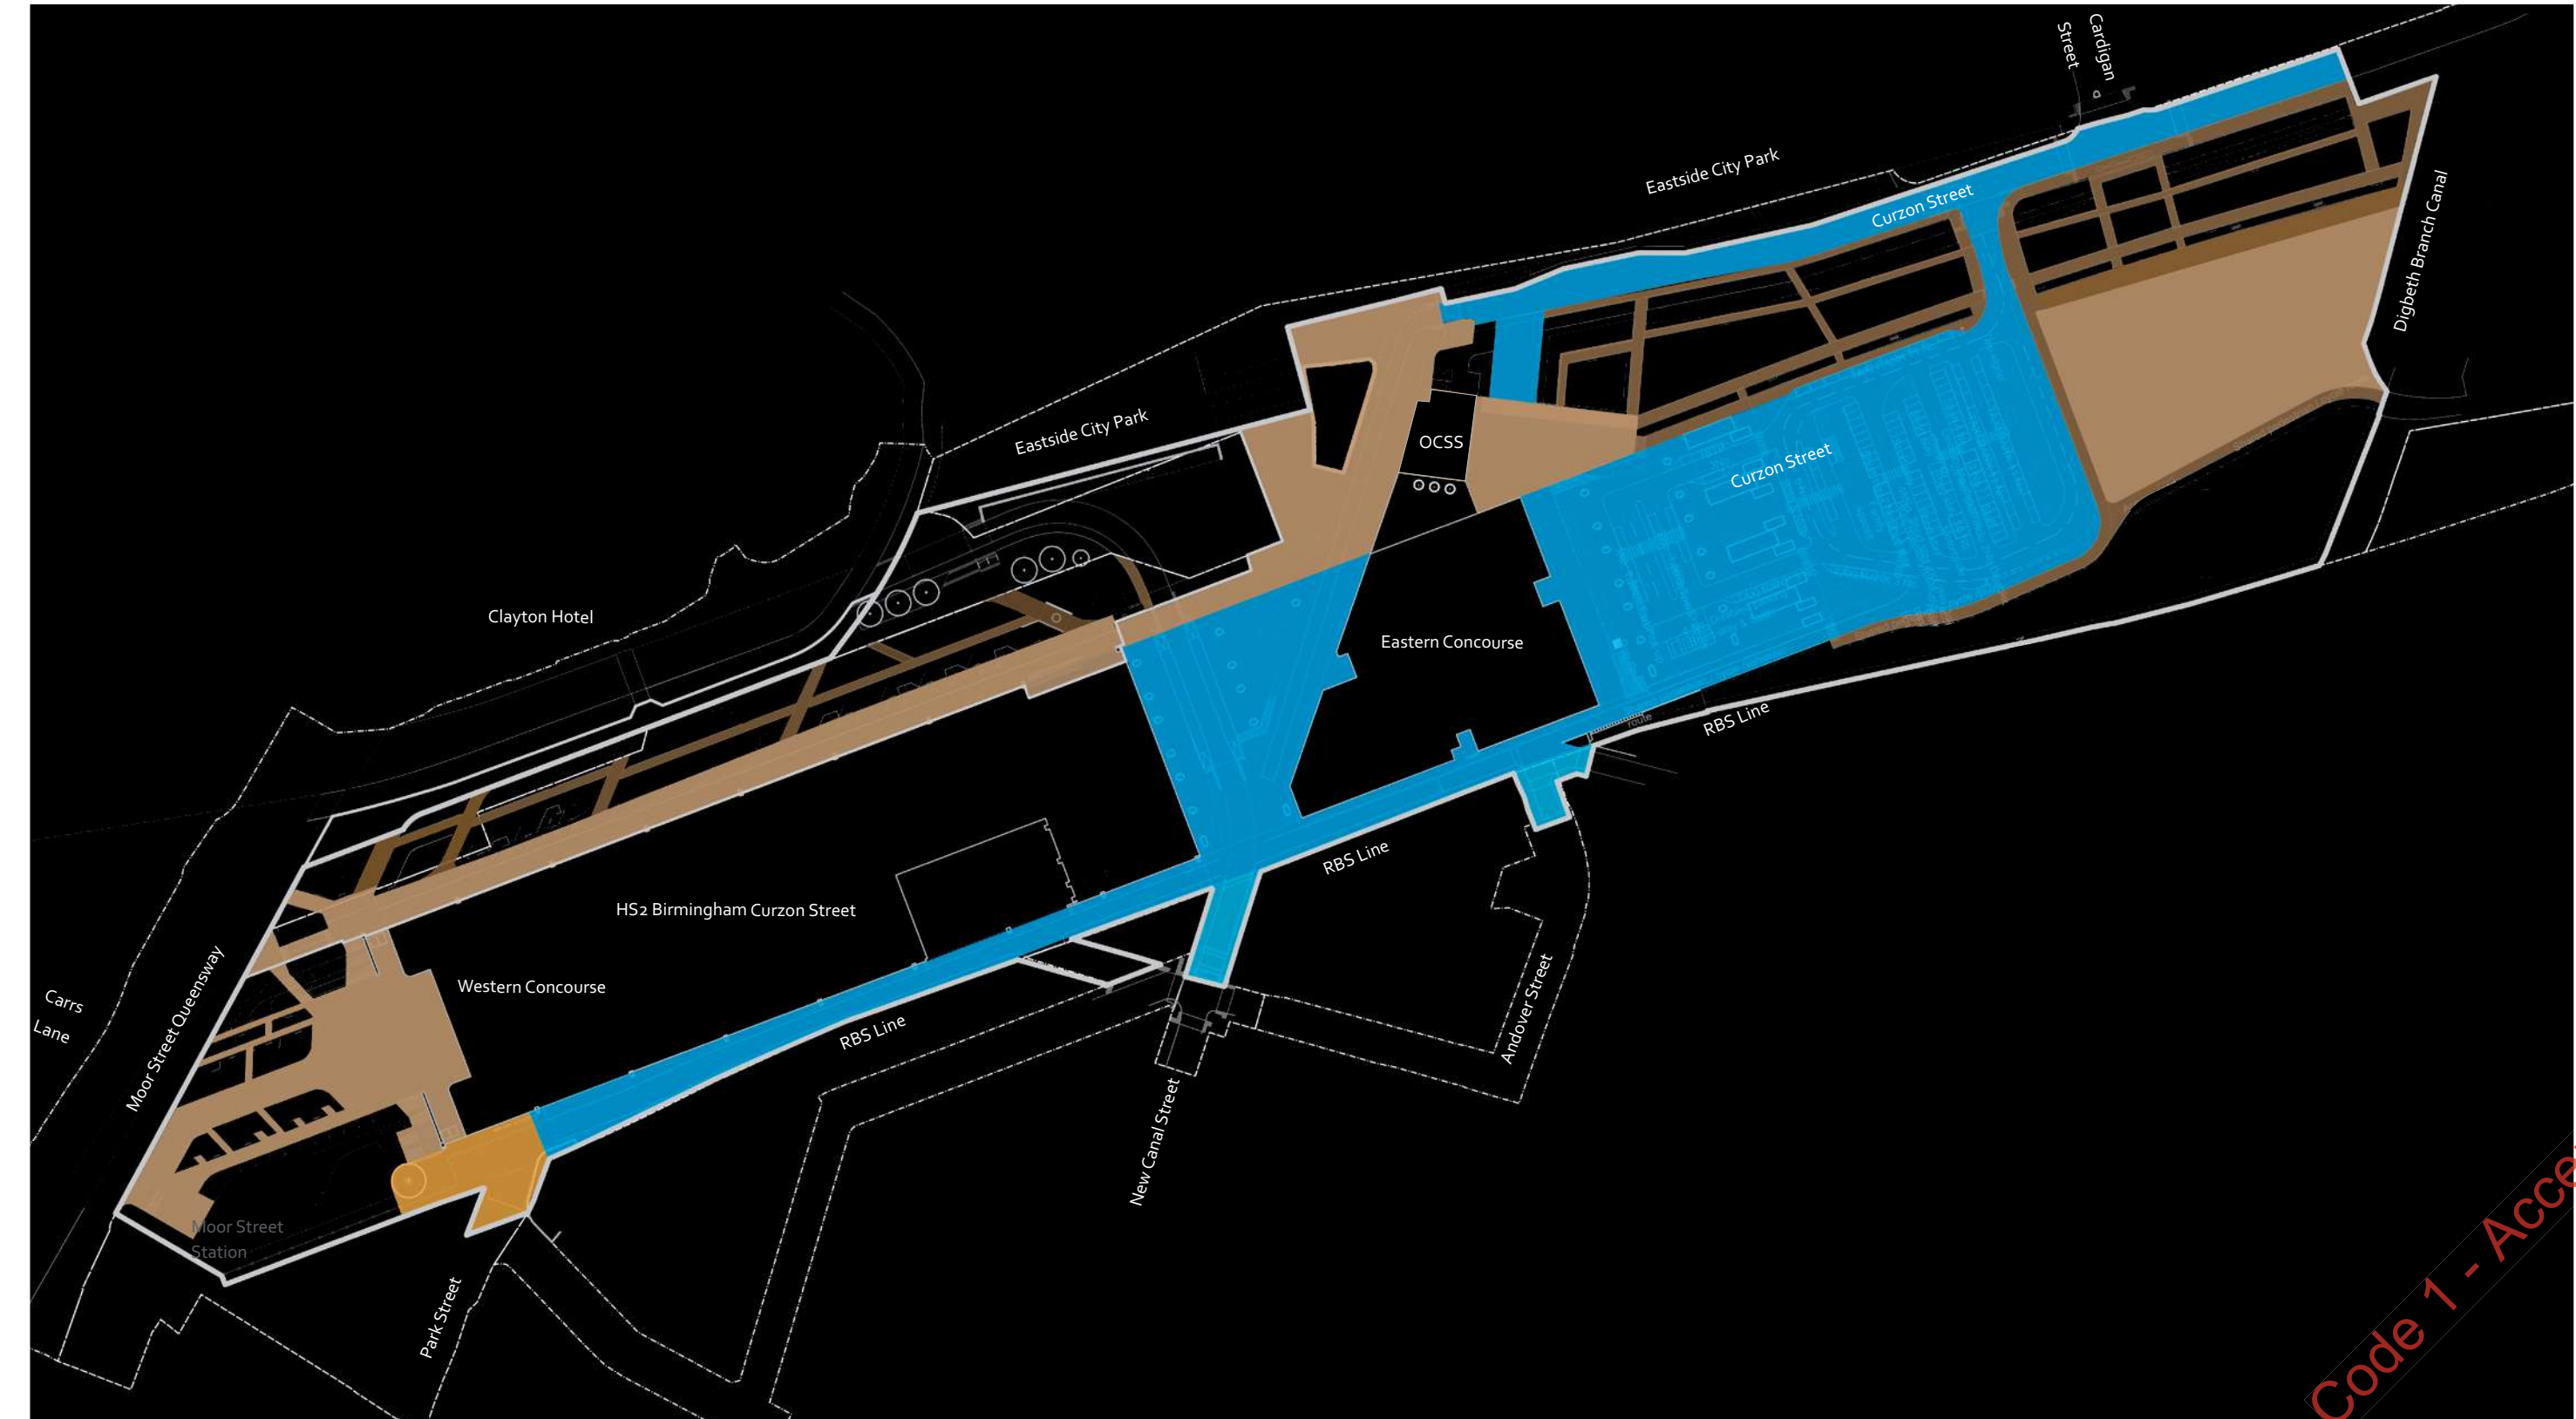 Cardigan
Street
Eastside City Park
Curzon Street
Digbeth Branch Canal
Eastside City Park
OCSS
Curzon Street
Clayton Hotel
Eastern Concourse
route
RBS Line
RBS Line
HS2 Birmingham Curzon Street
Western Concourse
RBS Line
Carrs
Lane
Moor Street Queensway
Andover Street
New Canal Street
Moor Street
Station
Park Street
Code 1 - Acce